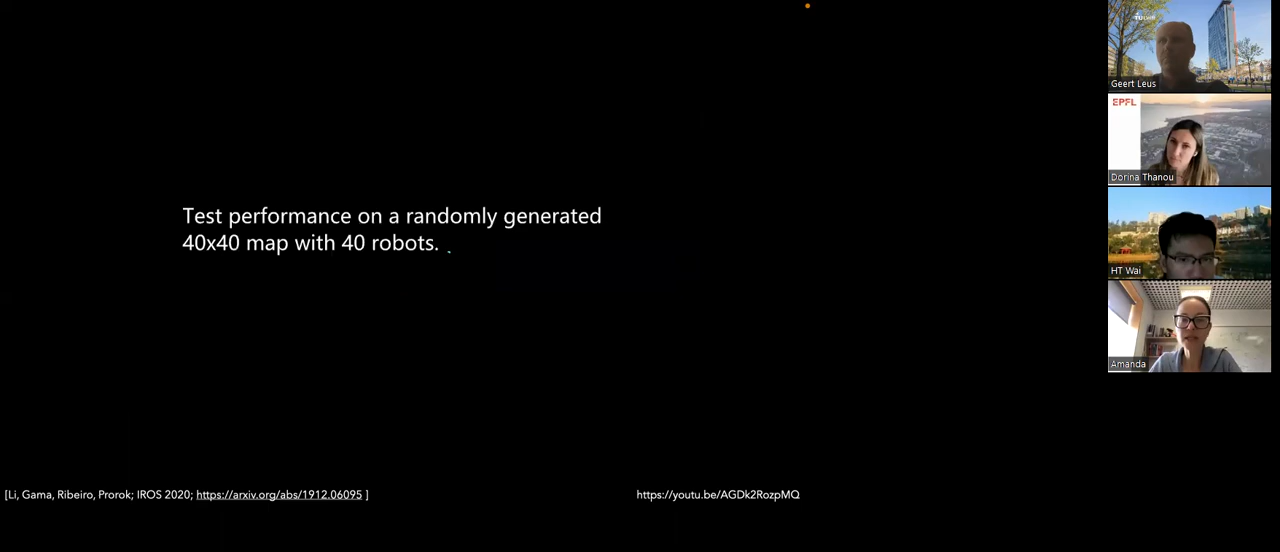 Test performance on a randomly generated
40x40 map with 40 robots.
[Li, Gama, Ribeiro, Prorok; IROS 2020; https://arxiv.org/abs/1912.06095 ]
https://youtu.be/AGDk2RozpMQ
Geert Leus
EPFL
Dorina Thanou
HT Wai
Amanda